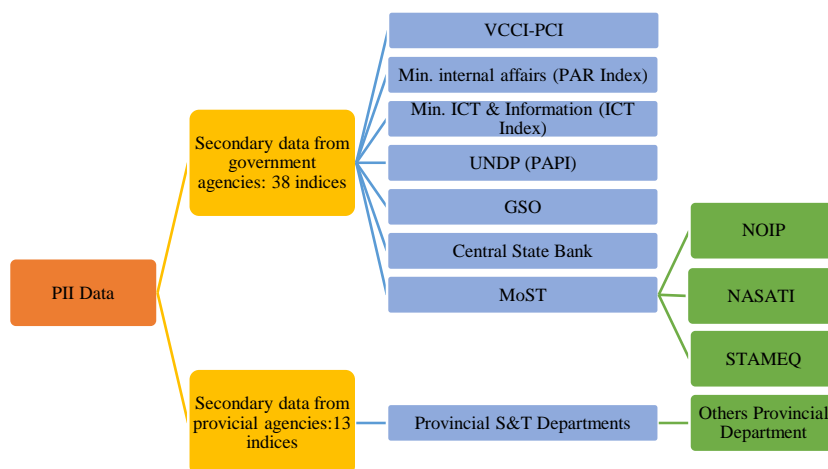 VCCI-PCI
Min. internal affairs (PAR Index)
Min. ICT & Information (ICT
Index)
Secondary data from
government
agencies: 38 indices
UNDP (PAPI)
GSO
NOIP
Central State Bank
PII Data
MoST
NASATI
STAMEQ
Secondary data from
provicial agencies:13
indices
Provincial S&T Departments
Others Provincial
Department